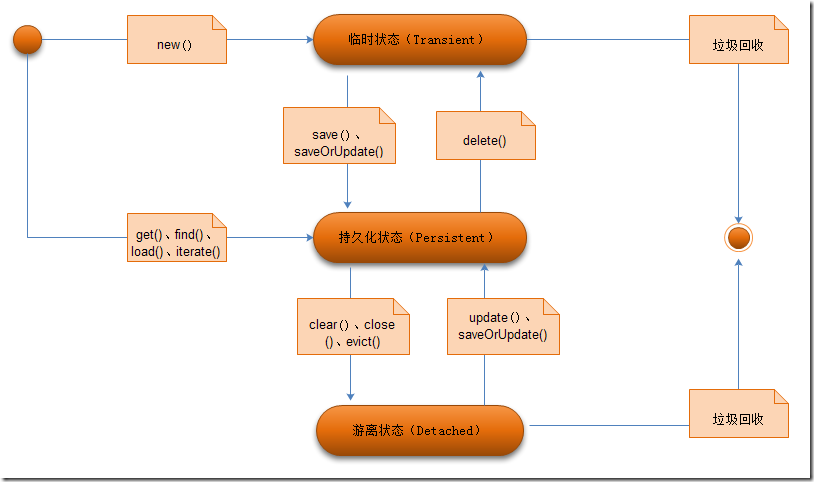 new()
临时状态（Transient）
垃圾回收
save()、
saveOrUpdate()
delete()
get()、find()、
load()、iterate()
持久化状态（Persistent）
clear()、close
()、evict()
update()、
saveOrUpdate()
游离状态（Detached）
垃圾回收